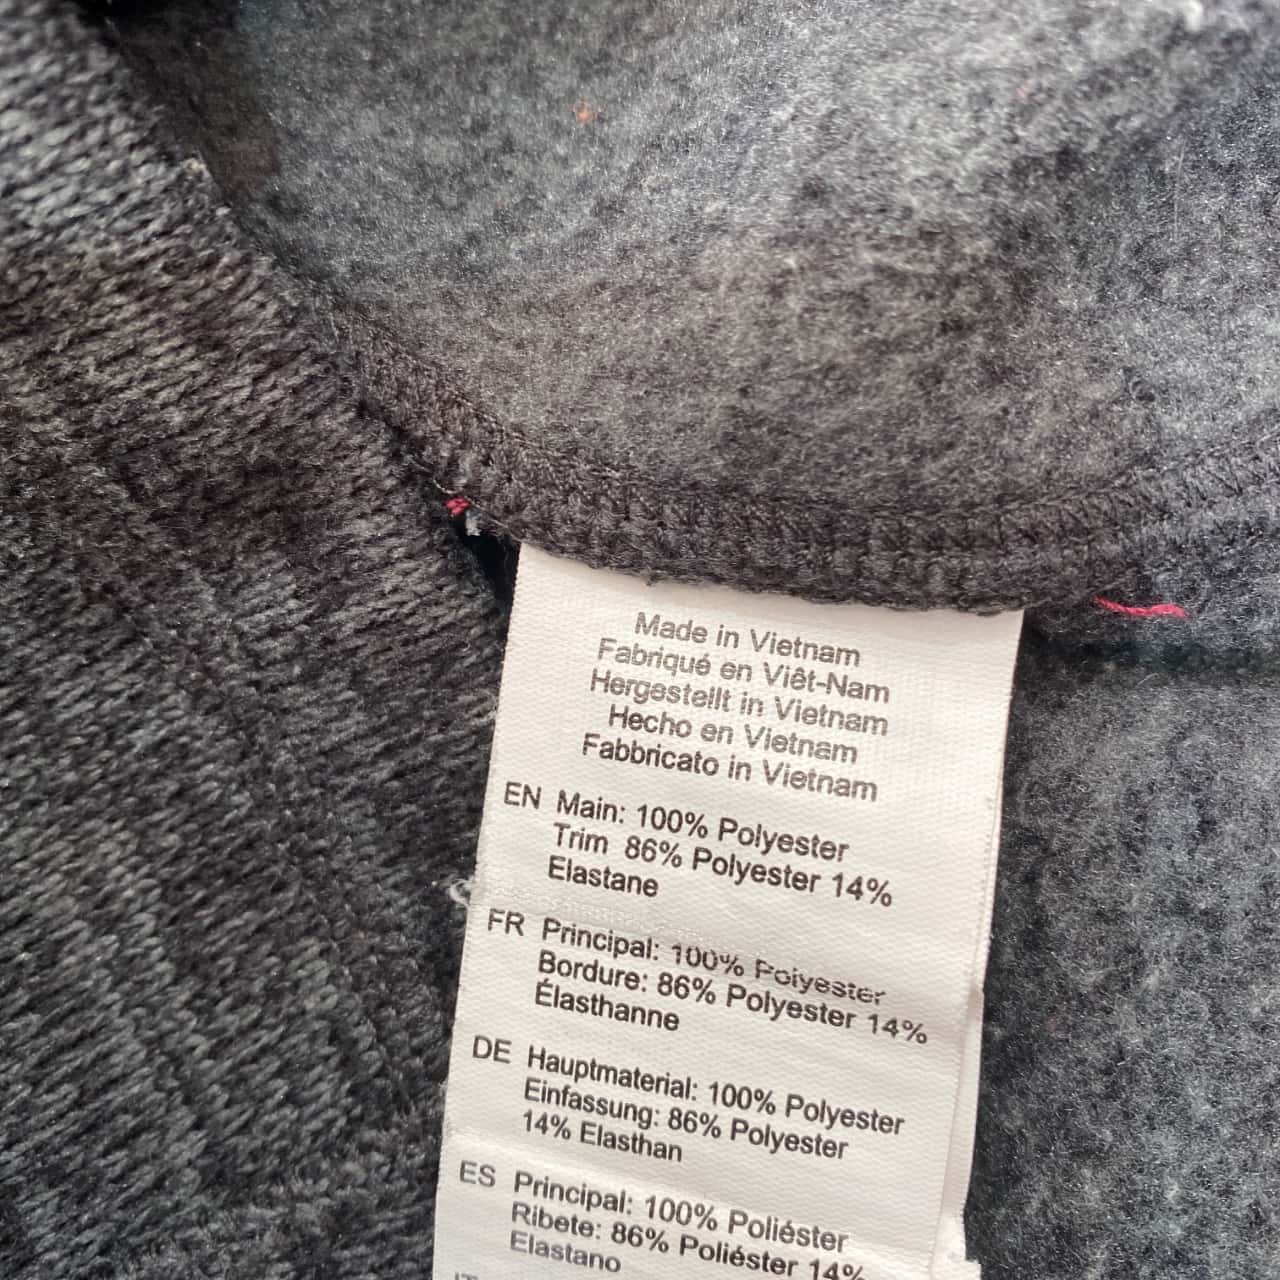 Made in Vietnam
Fabriqué en Viêt-Nam
Hergestellt in Vietnam
Hecho en Vietnam
Fabbricato in Vietnam
EN Main: 100% Polyester
Trim 86% Polyester 14%
Elastane
FR Principal: 100% Polyester
Bordure: 86% Polyester 14%
Élasthanne
DE Hauptmaterial: 100% Polyester
Einfassung: 86% Polyester
14% Elasthan
ES Principal: 100% Poliéster
Ribete: 86% Poliéster 14%
Elastano